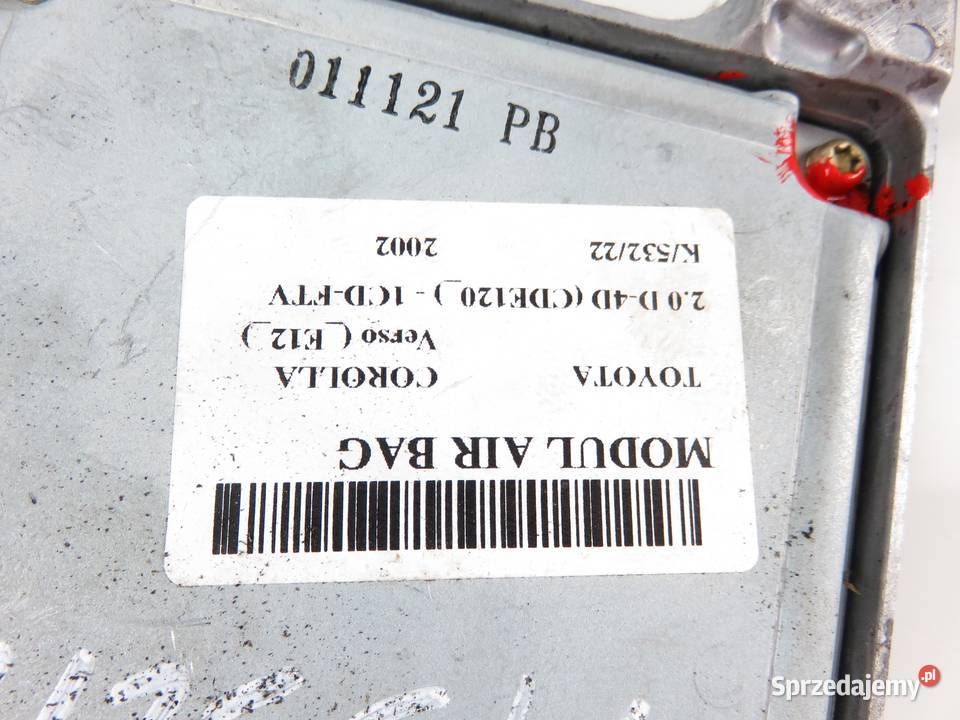 011121 PB
MODUL AIR BAG
TOYOTA COROLLA
Verso (_E12_)
2.0 D-4D (CDE120_) - 1CD-FTV
K/532/22 2002
Sprzedajemy.pl